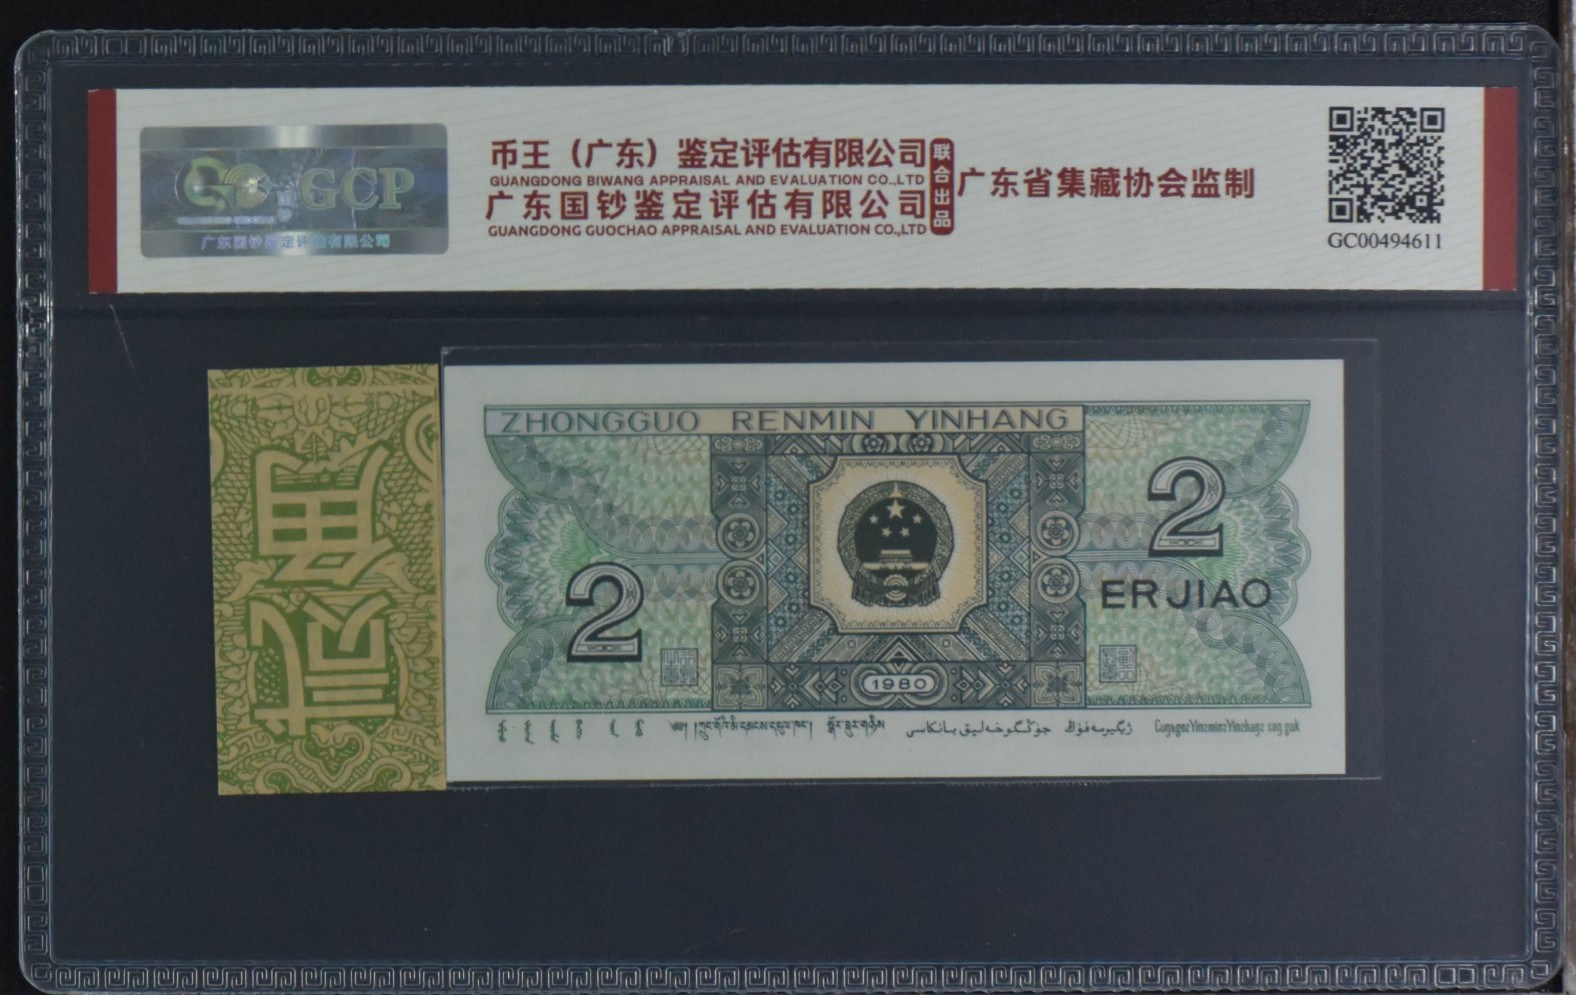 GCP
广东国钞鉴定评估有限公司
币王（广东）鉴定评估有限公司
GUANGDONG BIWANG APPRAISAL AND EVALUATION CO.,LTD
广东国钞鉴定评估有限公司
GUANGDONG GUOCHAO APPRAISAL AND EVALUATION CO.,LTD
联合出品
广东省集藏协会监制
GC00494611
ZHONGGUO RENMIN YINHANG
2
2
ERJIAO
1980
جۇڭگوخەلىق بانكاسى
Cunghgoz Yinzminz Yinzhangz